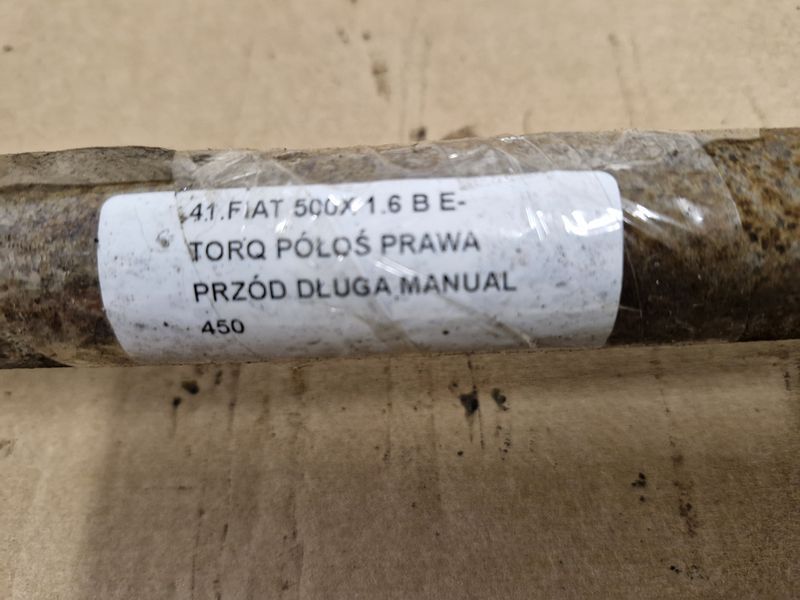 41.FIAT 500X 1.6 B E-
TORQ PÓŁOŚ PRAWA
PRZÓD DŁUGA MANUAL
450